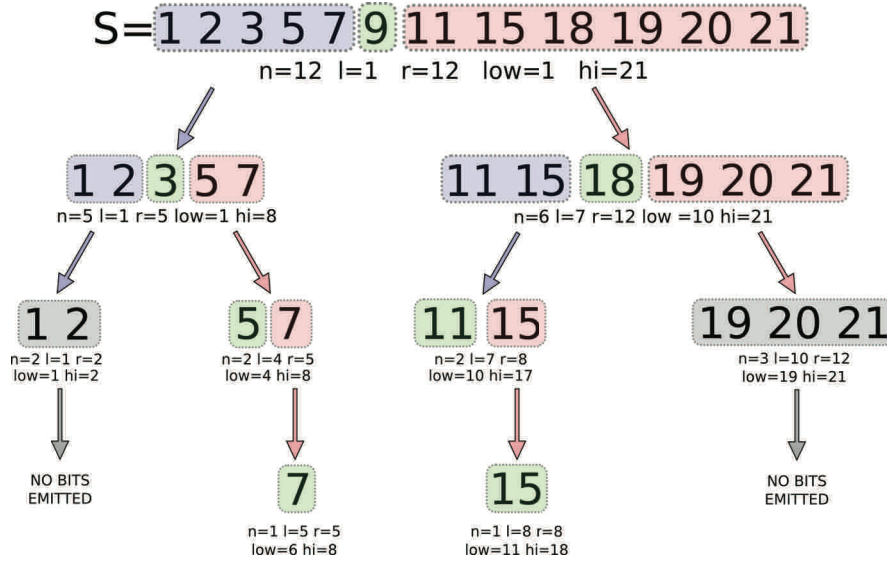 S=1 2 3 5 7 9 11 15 18 19 20 21
n=12 l=1 r=12 low=1 hi=21
1 2 3 5 7
11 15 18 19 20 21
n=5 l=1 r=5 low=1 hi=8
n=6 l=7 r=12 low =10 hi=21
1 2
5 7
11 15
19 20 21
n=2 l=1 r=2
low=1 hi=2
n=2 l=4 r=5
low=4 hi=8
n=2 l=7 r=8
low=10 hi=17
n=3 l=10 r=12
low=19 hi=21
NO BITS
EMITTED
7
15
NO BITS
EMITTED
n=1 l=5 r=5
low=6 hi=8
n=1 l=8 r=8
low=11 hi=18